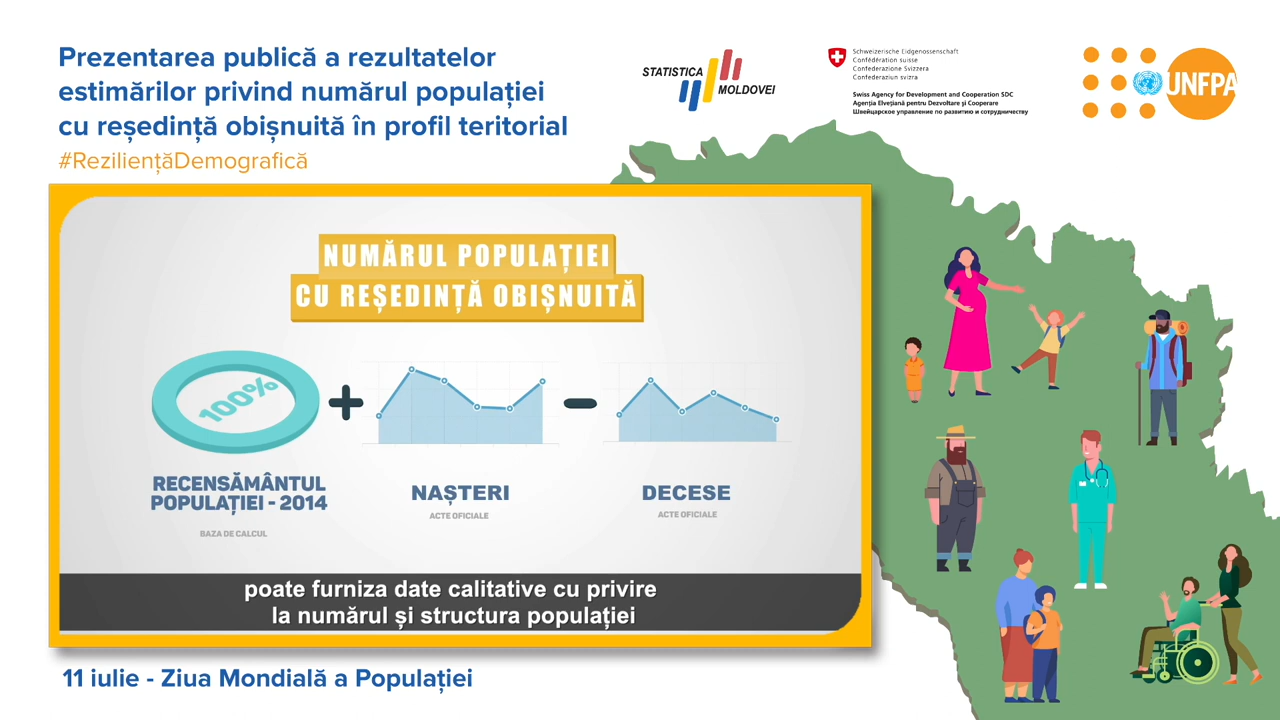 Prezentarea publică a rezultatelor
estimărilor privind numărul populației
cu reședință obișnuită în profil teritorial
#ReziliențăDemografică
STATISTICA
MOLDOVEI
Schweizerische Eidgenossenschaft
Confédération suisse
Confederazione Svizzera
Confederaziun svizra
Swiss Agency for Development and Cooperation SDC
Agenția Elvețiană pentru Dezvoltare și Cooperare
Швейцарское управление по развитию и сотрудничеству
UNFPA
NUMĂRUL POPULAȚIEI
CU REȘEDINȚĂ OBIȘNUITĂ
100%
RECENSĂMÂNTUL
POPULAȚIEI - 2014
BAZA DE CALCUL
NAȘTERI
ACTE OFICIALE
DECESE
ACTE OFICIALE
poate furniza date calitative cu privire
la numărul și structura populației
11 iulie - Ziua Mondială a Populației